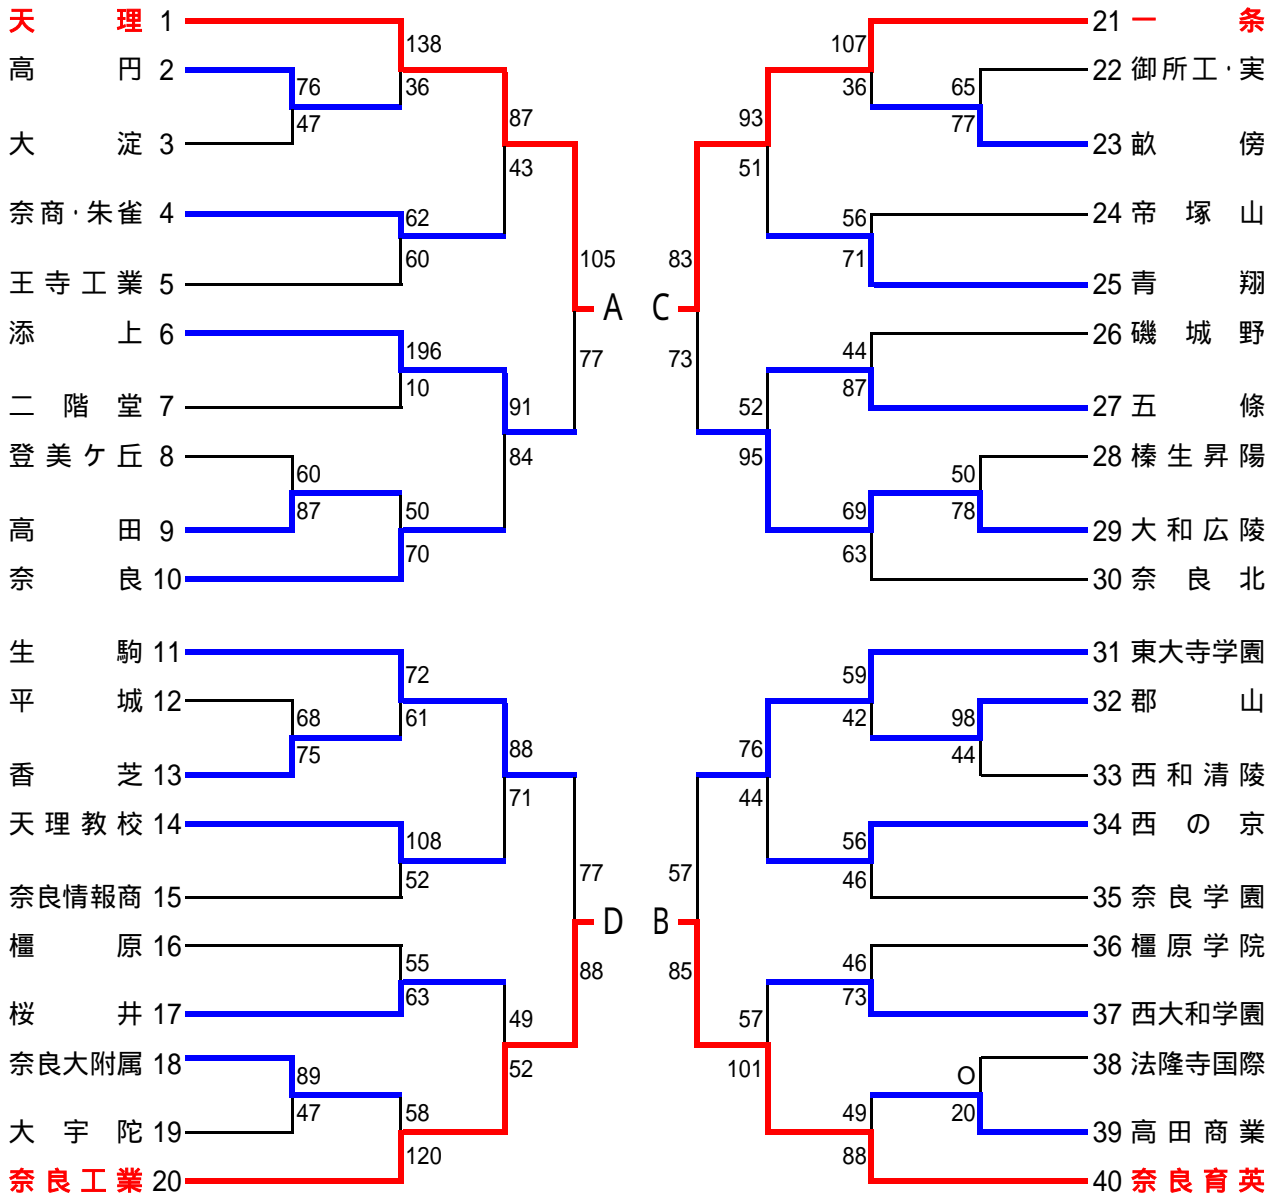 天理 1
138
高円 2
76
36
47
大淀 3
87
43
奈商・朱雀 4
62
60
王寺工業 5
105
A
77
添上 6
196
10
二階堂 7
91
84
登美ケ丘 8
60
87
高田 9
50
70
奈良 10
生駒 11
72
平城 12
68
61
75
香芝 13
88
71
天理教校 14
108
52
奈良情報商 15
77
D
88
橿原 16
55
63
桜井 17
49
52
奈良大附属 18
89
47
大宇陀 19
58
120
奈良工業 20
21 一条
107
22 御所工・実
36
65
77
23 畝傍
93
51
24 帝塚山
56
71
25 青翔
83
C
73
26 磯城野
44
87
27 五條
52
95
28 榛生昇陽
50
78
29 大和広陵
69
63
30 奈良北
31 東大寺学園
59
32 郡山
42
98
44
33 西和清陵
76
44
34 西の京
56
46
35 奈良学園
57
B
85
36 橿原学院
46
73
37 西大和学園
57
101
38 法隆寺国際
O
20
39 高田商業
49
88
40 奈良育英